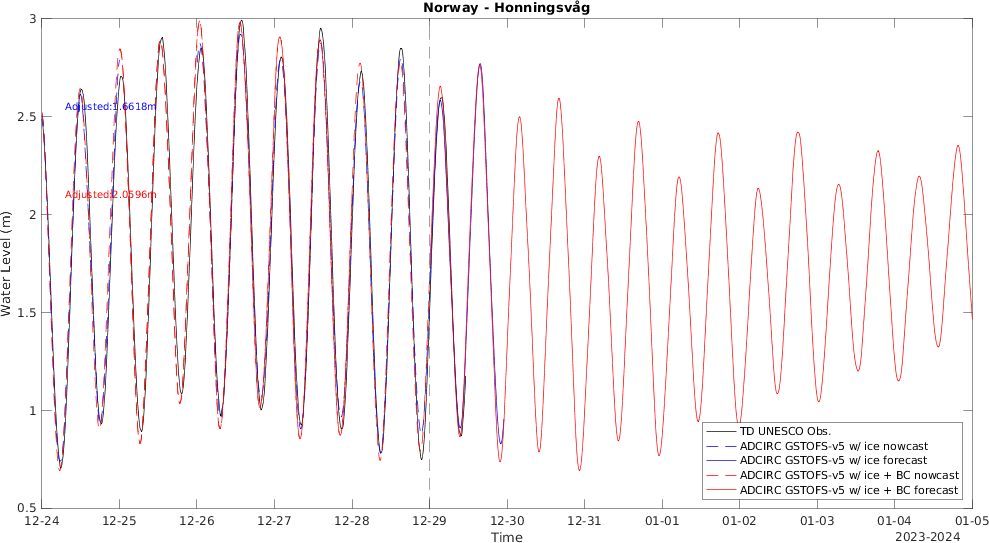 Norway - Honningsvåg
3
2.5
2
1.5
1
0.5
Water Level (m)
Adjusted:1.6618m
Adjusted:2.0596m
TD UNESCO Obs.
ADCIRC GSTOFS-v5 w/ ice nowcast
ADCIRC GSTOFS-v5 w/ ice forecast
ADCIRC GSTOFS-v5 w/ ice + BC nowcast
ADCIRC GSTOFS-v5 w/ ice + BC forecast
12-24 12-25 12-26 12-27 12-28 12-29 12-30 12-31 01-01 01-02 01-03 01-04 01-05
Time
2023-2024